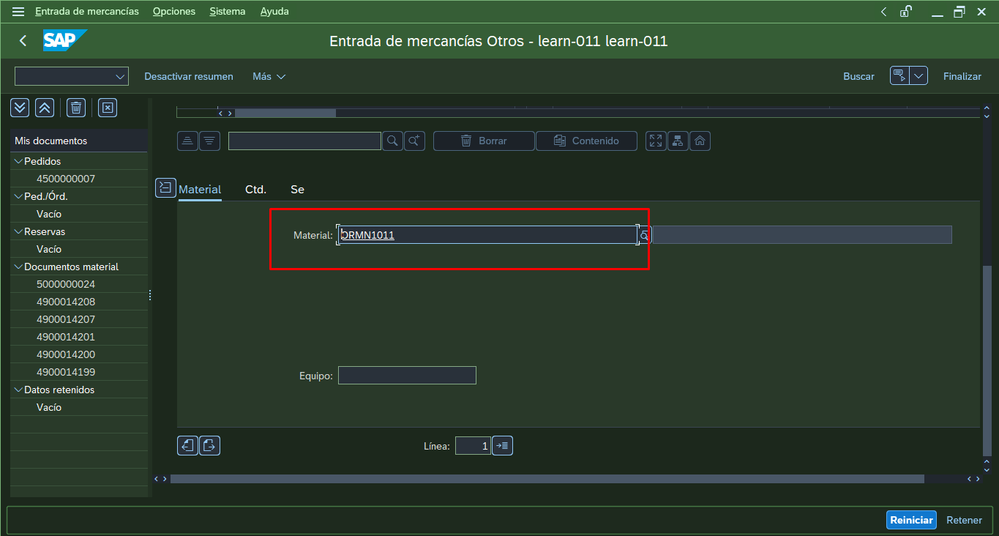 Entrada de mercancías Opciones Sistema Ayuda
SAP Entrada de mercancías Otros - learn-011 learn-011
Desactivar resumen Más Buscar Finalizar
Mis documentos
Pedidos
4500000007
Ped./Órd.
Vacío
Reservas
Vacío
Documentos material
5000000024
4900014208
4900014207
4900014201
4900014200
4900014199
Datos retenidos
Vacío
Borrar Contenido
Material Ctd. Se
Material: ORMN1011
Equipo:
Línea: 1
Reiniciar Retener